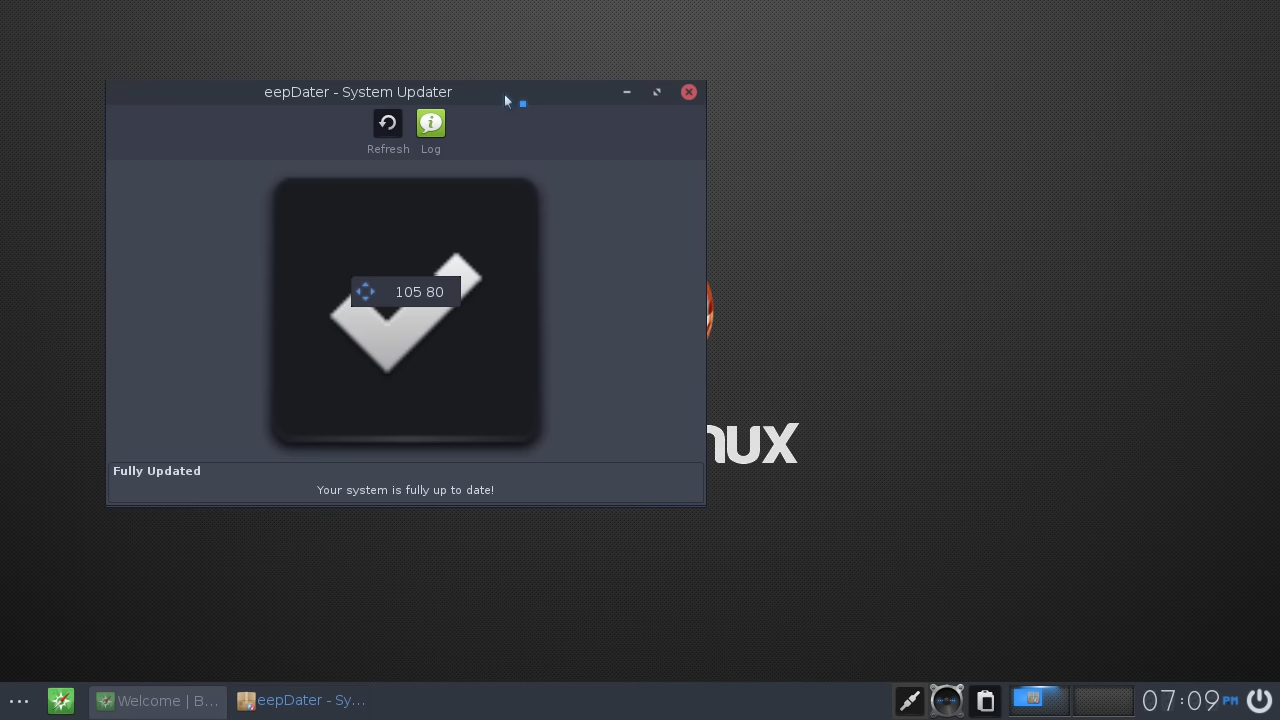 eepDater - System Updater
Refresh Log
105 80
nux
Fully Updated
Your system is fully up to date!
... Welcome | B... eepDater - Sy... 07:09 PM